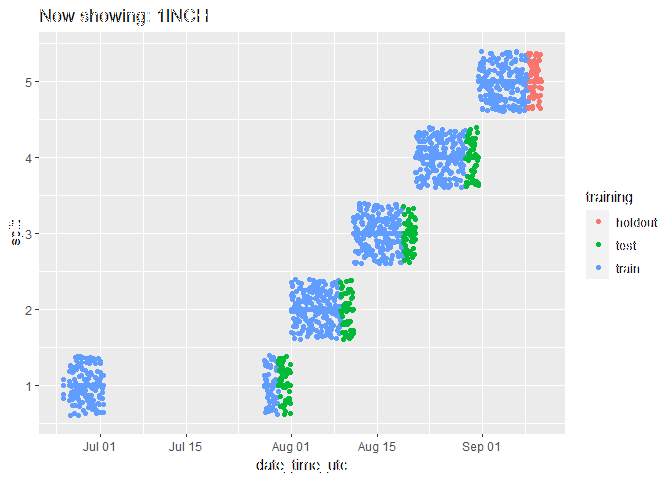 Now showing: 1INCH
5
4
3
2
1
split
Jul 01
Jul 15
Aug 01
Aug 15
Sep 01
date_time_utc
training
holdout
test
train